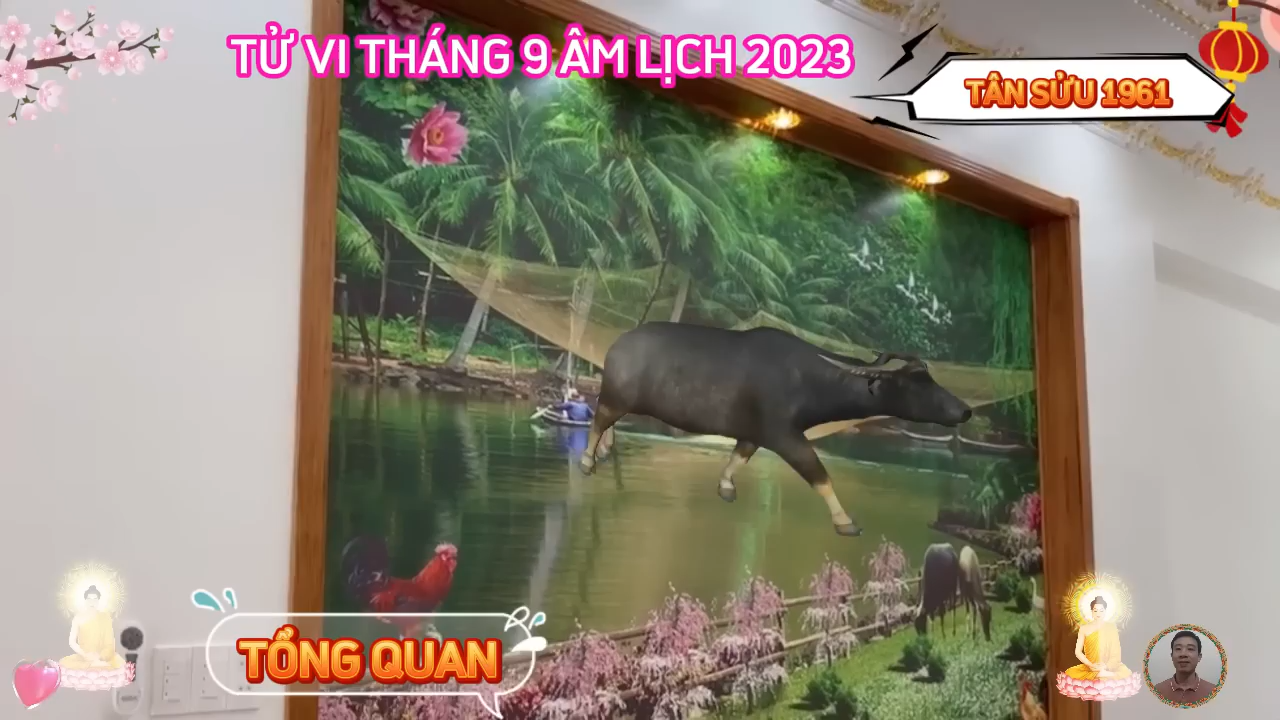 TỬ VI THÁNG 9 ÂM LỊCH 2023
TÂN SỬU 1961
TỔNG QUAN